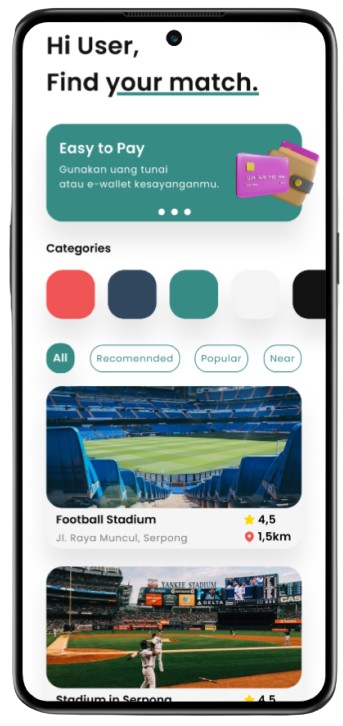 Hi User,
Find your match.
Easy to Pay
Gunakan uang tunai
atau e-wallet kesayanganmu.
Categories
All
Recomennded
Popular
Near
Football Stadium
4,5
Jl. Raya Muncul, Serpong
1,5km
YANKEE STADIUM
DELTA
Stadium in Serpong
4,5